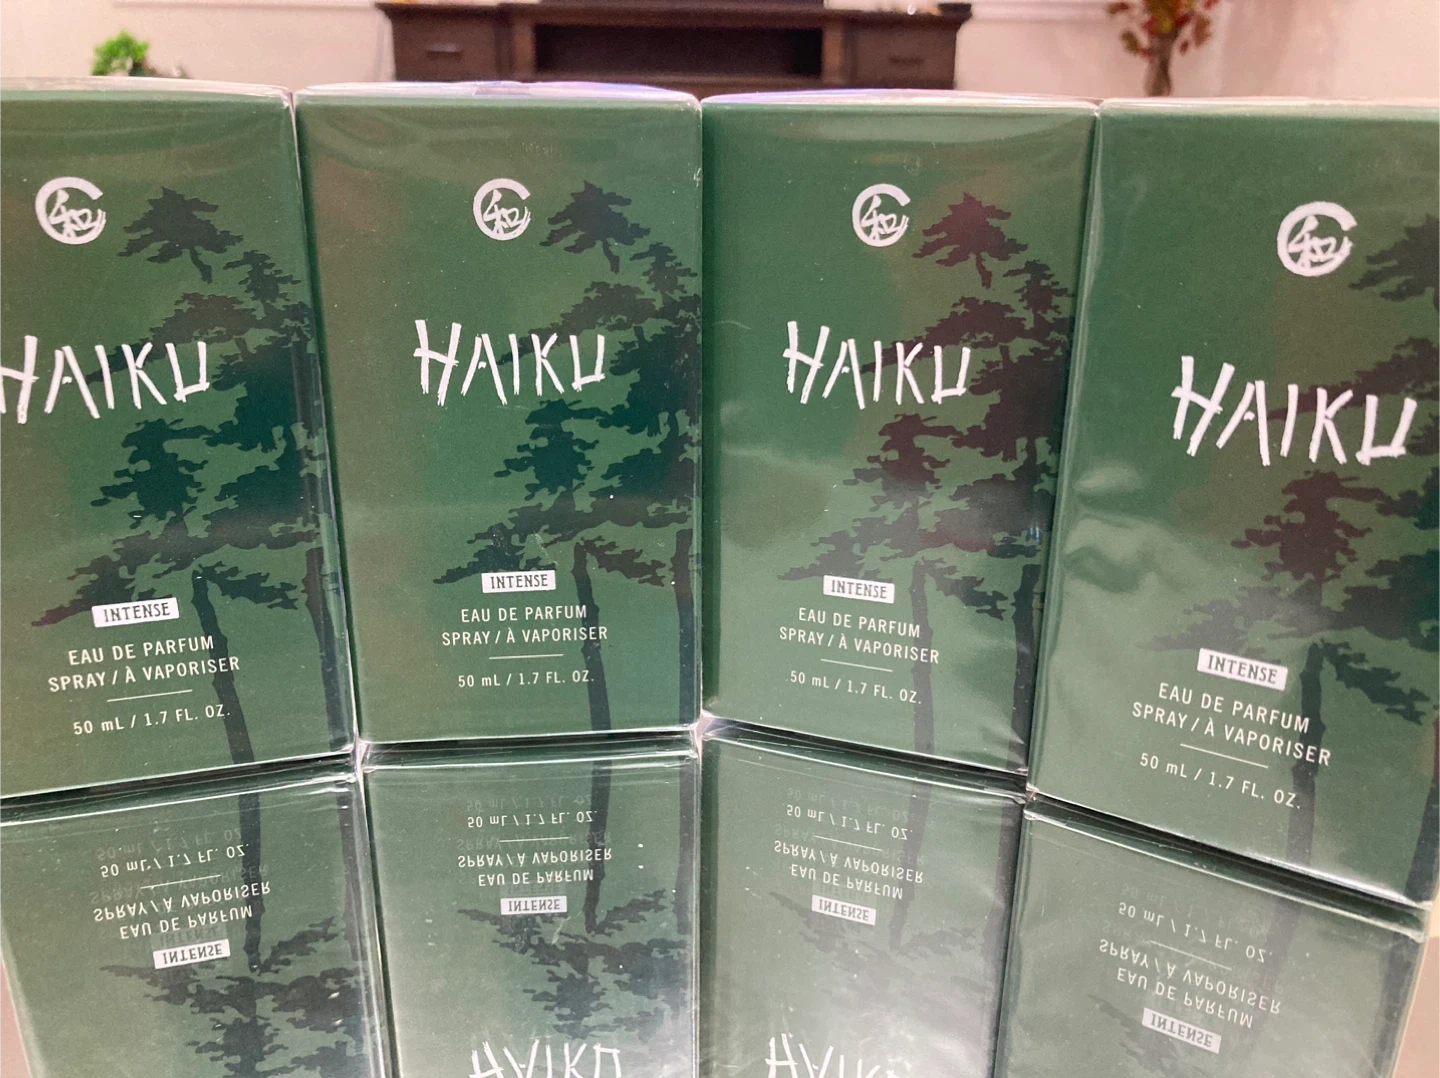 和
HAIKU
INTENSE
EAU DE PARFUM
SPRAY / À VAPORISER
50 mL / 1.7 FL. OZ.
和
HAIKU
INTENSE
EAU DE PARFUM
SPRAY / À VAPORISER
50 mL / 1.7 FL. OZ.
和
HAIKU
INTENSE
EAU DE PARFUM
SPRAY / À VAPORISER
50 mL / 1.7 FL. OZ.
和
HAIKU
INTENSE
EAU DE PARFUM
SPRAY / À VAPORISER
50 mL / 1.7 FL. OZ.